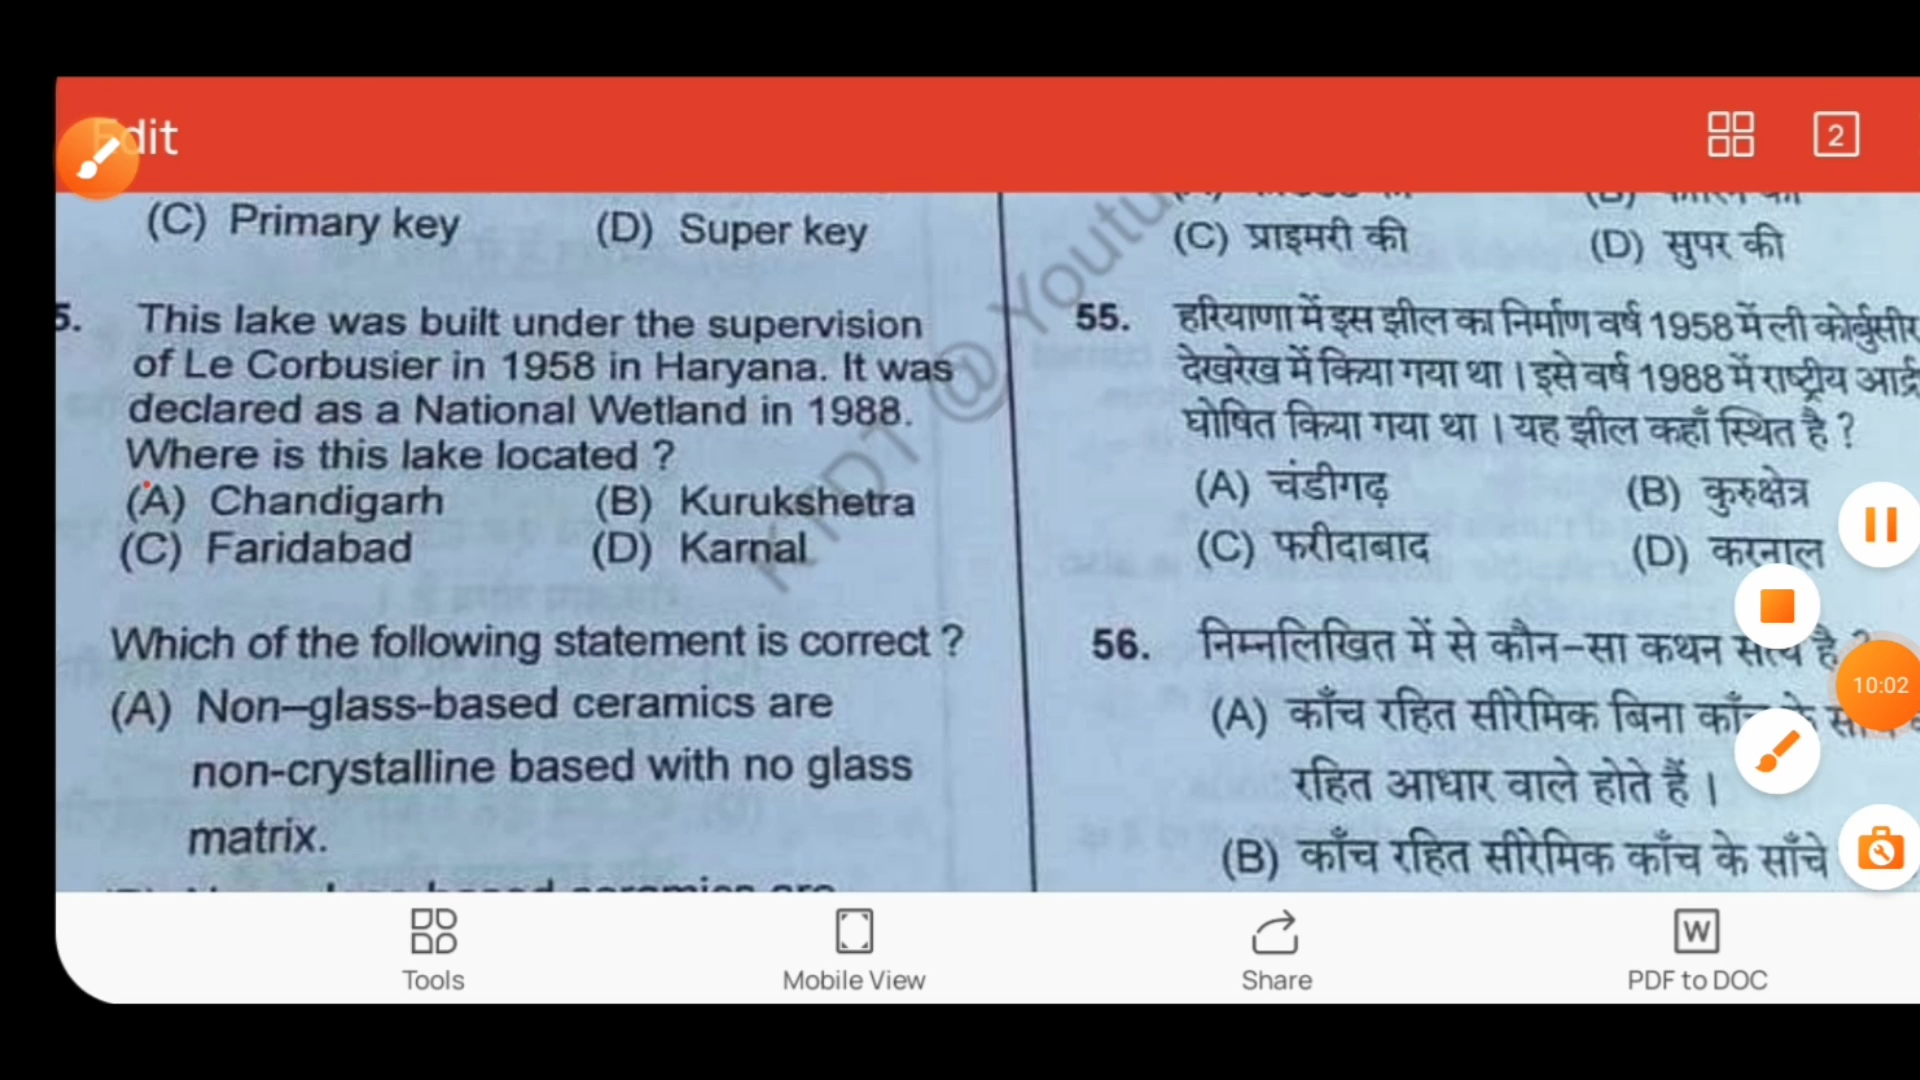 Edit
2
(C) Primary key (D) Super key
5. This lake was built under the supervision
of Le Corbusier in 1958 in Haryana. It was
declared as a National Wetland in 1988.
Where is this lake located ?
(A) Chandigarh (B) Kurukshetra
(C) Faridabad (D) Karnal
Which of the following statement is correct ?
(A) Non–glass-based ceramics are
non-crystalline based with no glass
matrix.
KTDT @ Youtu
(C) प्राइमरी की (D) सुपर की
55. हरियाणा में इस झील का निर्माण वर्ष 1958 में ली कोर्बुसीर
देखरेख में किया गया था । इसे वर्ष 1988 में राष्ट्रीय आर्द्र
घोषित किया गया था । यह झील कहाँ स्थित है ?
(A) चंडीगढ़ (B) कुरुक्षेत्र
(C) फरीदाबाद (D) करनाल
56. निम्नलिखित में से कौन–सा कथन सत्य है ?
(A) काँच रहित सीरेमिक बिना काँच के
रहित आधार वाले होते हैं ।
(B) काँच रहित सीरेमिक काँच के साँचे
10:02
Tools
Mobile View
Share
W
PDF to DOC